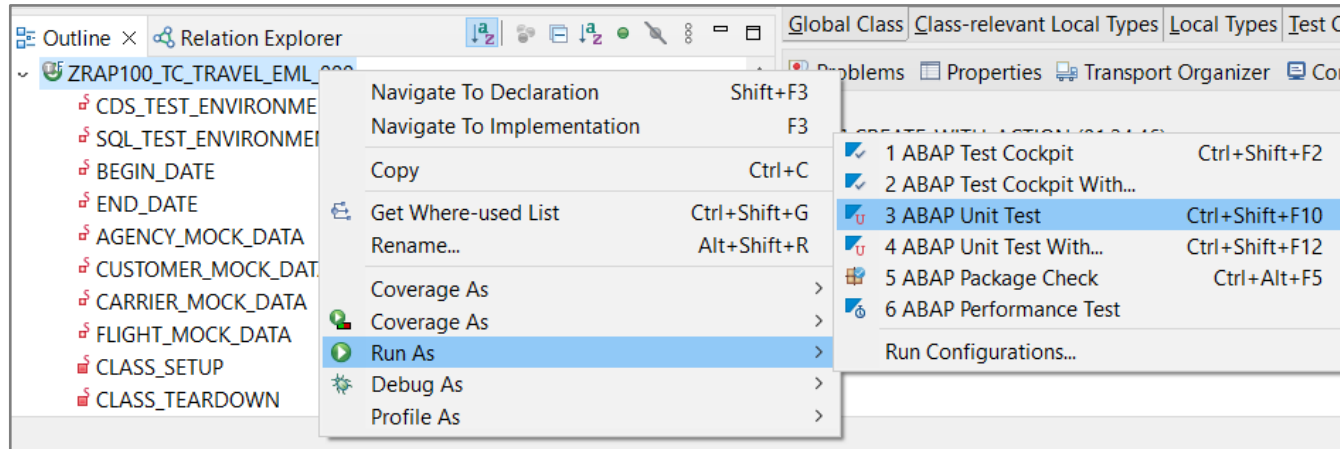 Outline
Relation Explorer
ZRAP100_TC_TRAVEL_EML_
CDS_TEST_ENVIRONME
SQL_TEST_ENVIRONME
BEGIN_DATE
END_DATE
AGENCY_MOCK_DATA
CUSTOMER_MOCK_DAT
CARRIER_MOCK_DATA
FLIGHT_MOCK_DATA
CLASS_SETUP
CLASS_TEARDOWN
Global Class Class-relevant Local Types Local Types Test C
Problems Properties Transport Organizer Co
Navigate To Declaration Shift+F3
Navigate To Implementation F3
Copy Ctrl+C
Get Where-used List Ctrl+Shift+G
Rename... Alt+Shift+R
Coverage As
Coverage As
Run As
Debug As
Profile As
1 ABAP Test Cockpit Ctrl+Shift+F2
2 ABAP Test Cockpit With...
3 ABAP Unit Test Ctrl+Shift+F10
4 ABAP Unit Test With... Ctrl+Shift+F12
5 ABAP Package Check Ctrl+Alt+F5
6 ABAP Performance Test
Run Configurations...